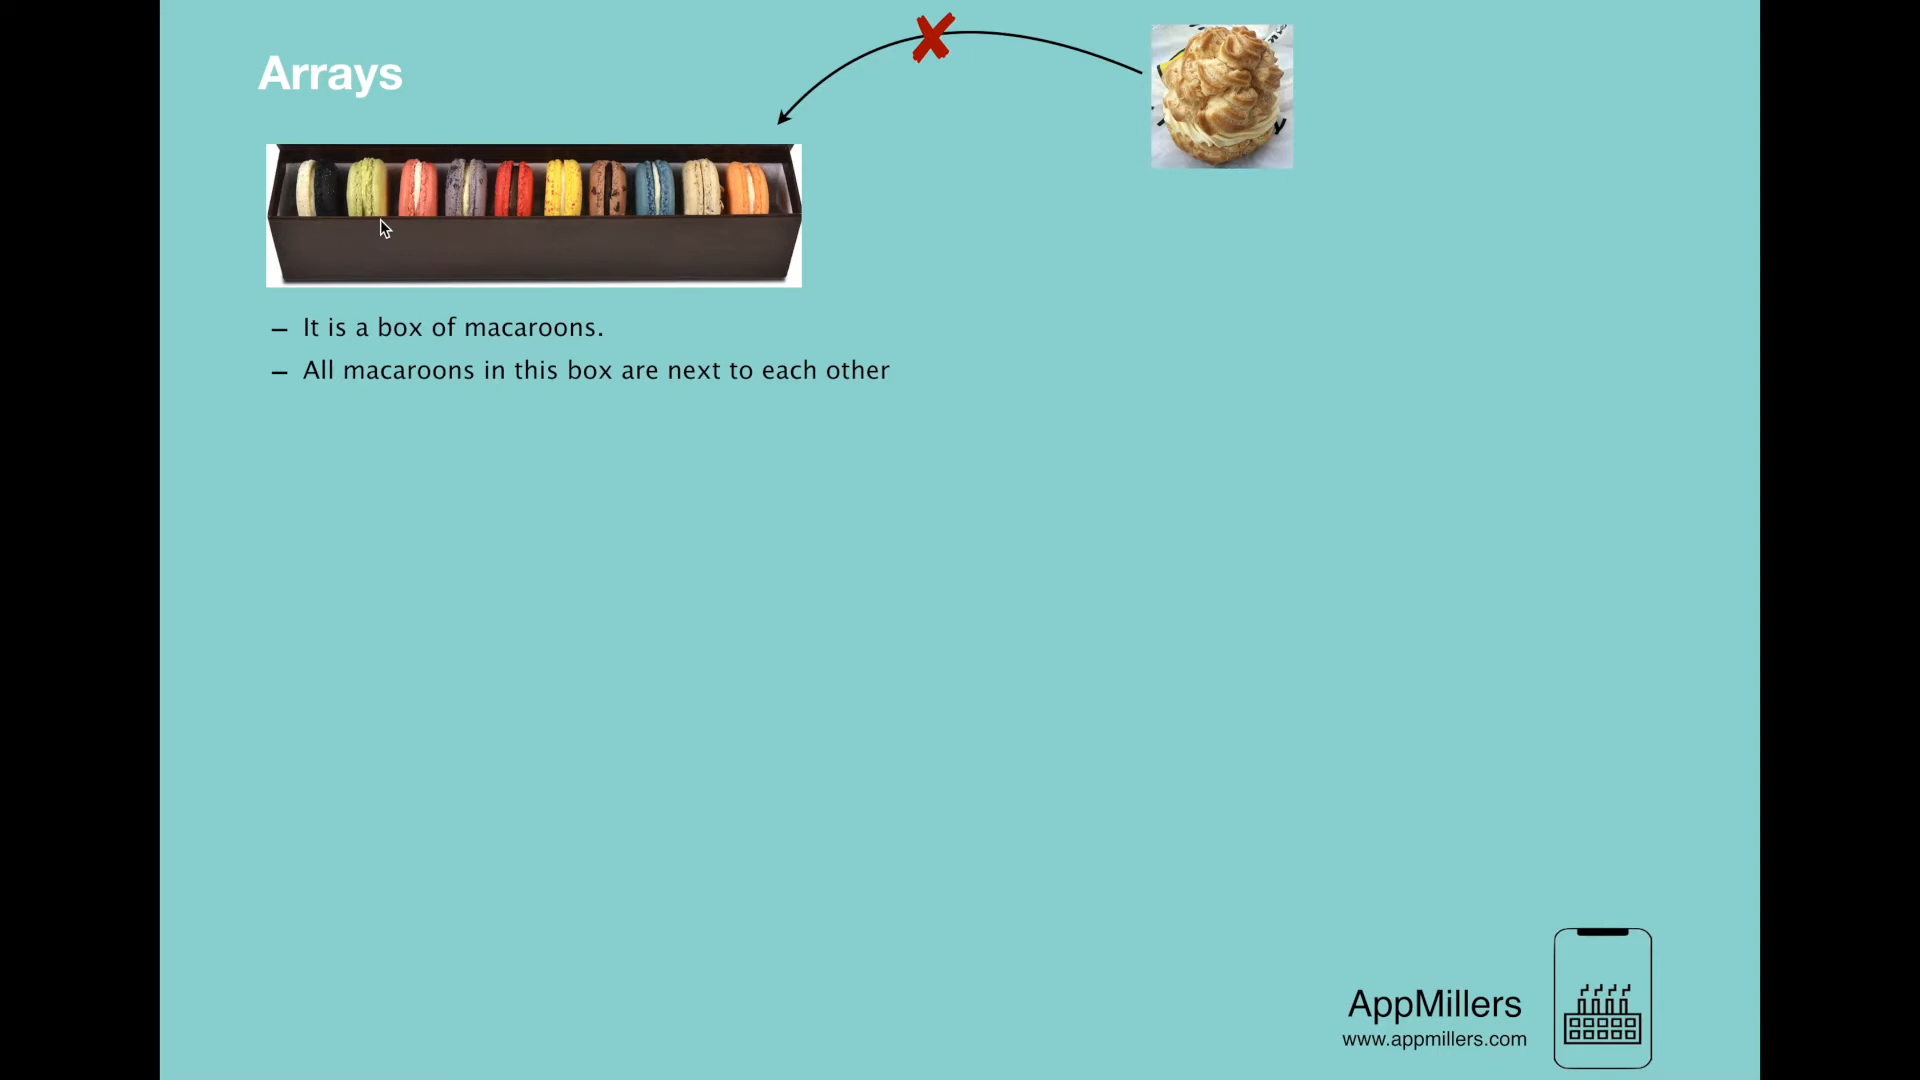 Arrays
– It is a box of macaroons.
– All macaroons in this box are next to each other
AppMillers
www.appmillers.com